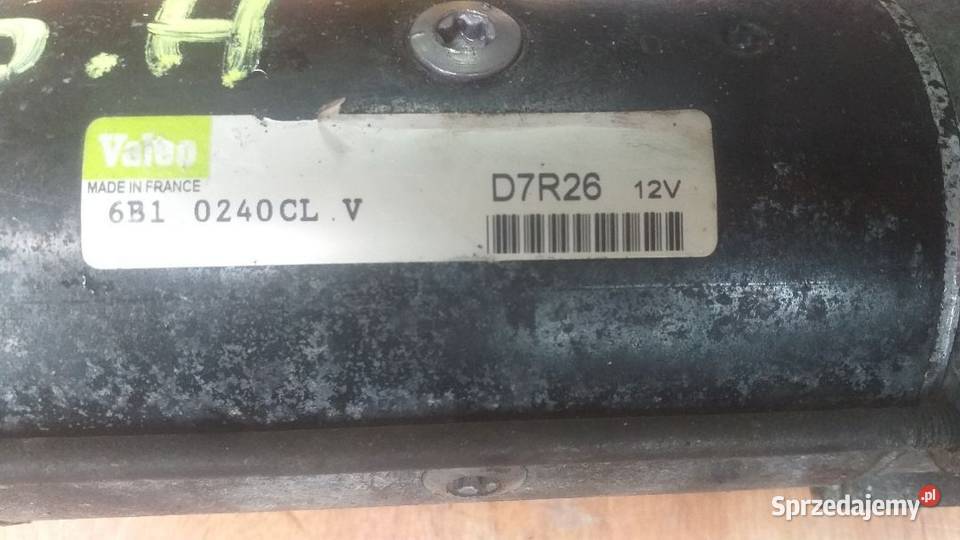 .H
Valeo
MADE IN FRANCE
6B1 0240CL.V
D7R26 12V
Sprzedajemy.pl